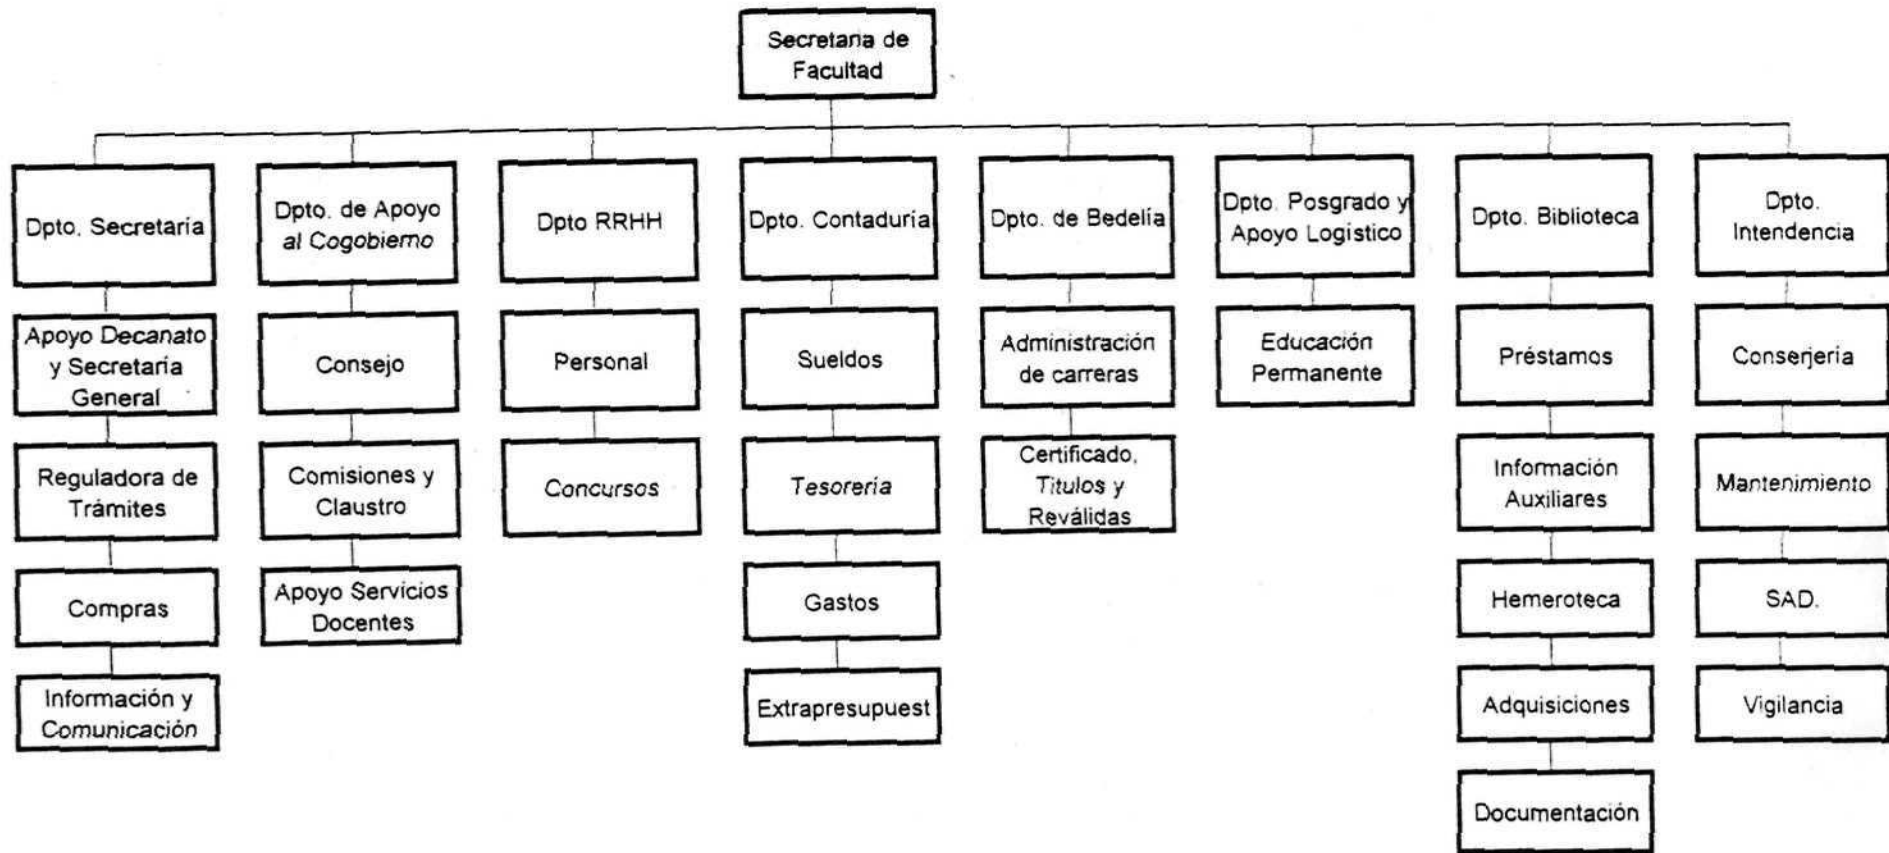 Secretaria de
Facultad
Dpto. Secretaría
Dpto. de Apoyo
al Cogobierno
Dpto RRHH
Dpto. Contaduría
Dpto. de Bedelía
Dpto. Posgrado y
Apoyo Logístico
Dpto. Biblioteca
Dpto.
Intendencia
Apoyo Decanato
y Secretaría
General
Consejo
Personal
Sueldos
Administración
de carreras
Educación
Permanente
Préstamos
Conserjería
Reguladora de
Trámites
Comisiones y
Claustro
Concursos
Tesorería
Certificado,
Titulos y
Reválidas
Información
Auxiliares
Mantenimiento
Compras
Apoyo Servicios
Docentes
Gastos
Hemeroteca
SAD.
Información y
Comunicación
Extrapresupuest
Adquisiciones
Vigilancia
Documentación